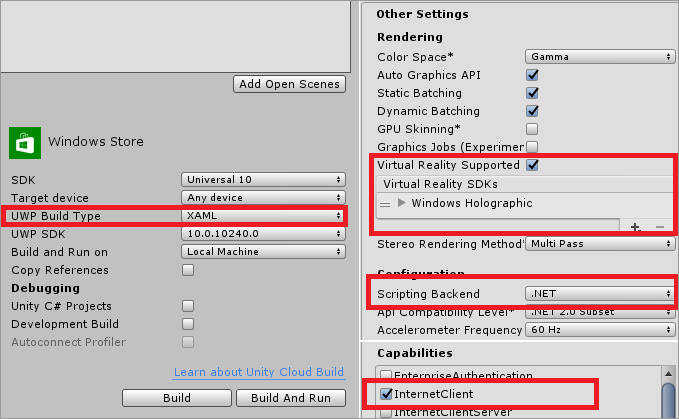 Add Open Scenes
Windows Store
SDK Universal 10
Target device Any device
UWP Build Type XAML
UWP SDK 10.0.10240.0
Build and Run on Local Machine
Copy References
Debugging
Unity C# Projects
Development Build
Autoconnect Profiler
Learn about Unity Cloud Build
Build Build And Run
Other Settings
Rendering
Color Space* Gamma
Auto Graphics API
Static Batching
Dynamic Batching
GPU Skinning*
Graphics Jobs (Experimen
Virtual Reality Supported
Virtual Reality SDKs
Windows Holographic
Stereo Rendering Method* Multi Pass
Configuration
Scripting Backend .NET
Api Compatibility Level* .NET 2.0 Subset
Accelerometer Frequency 60 Hz
Capabilities
EnterpriseAuthentication
InternetClient
InternetClientServer